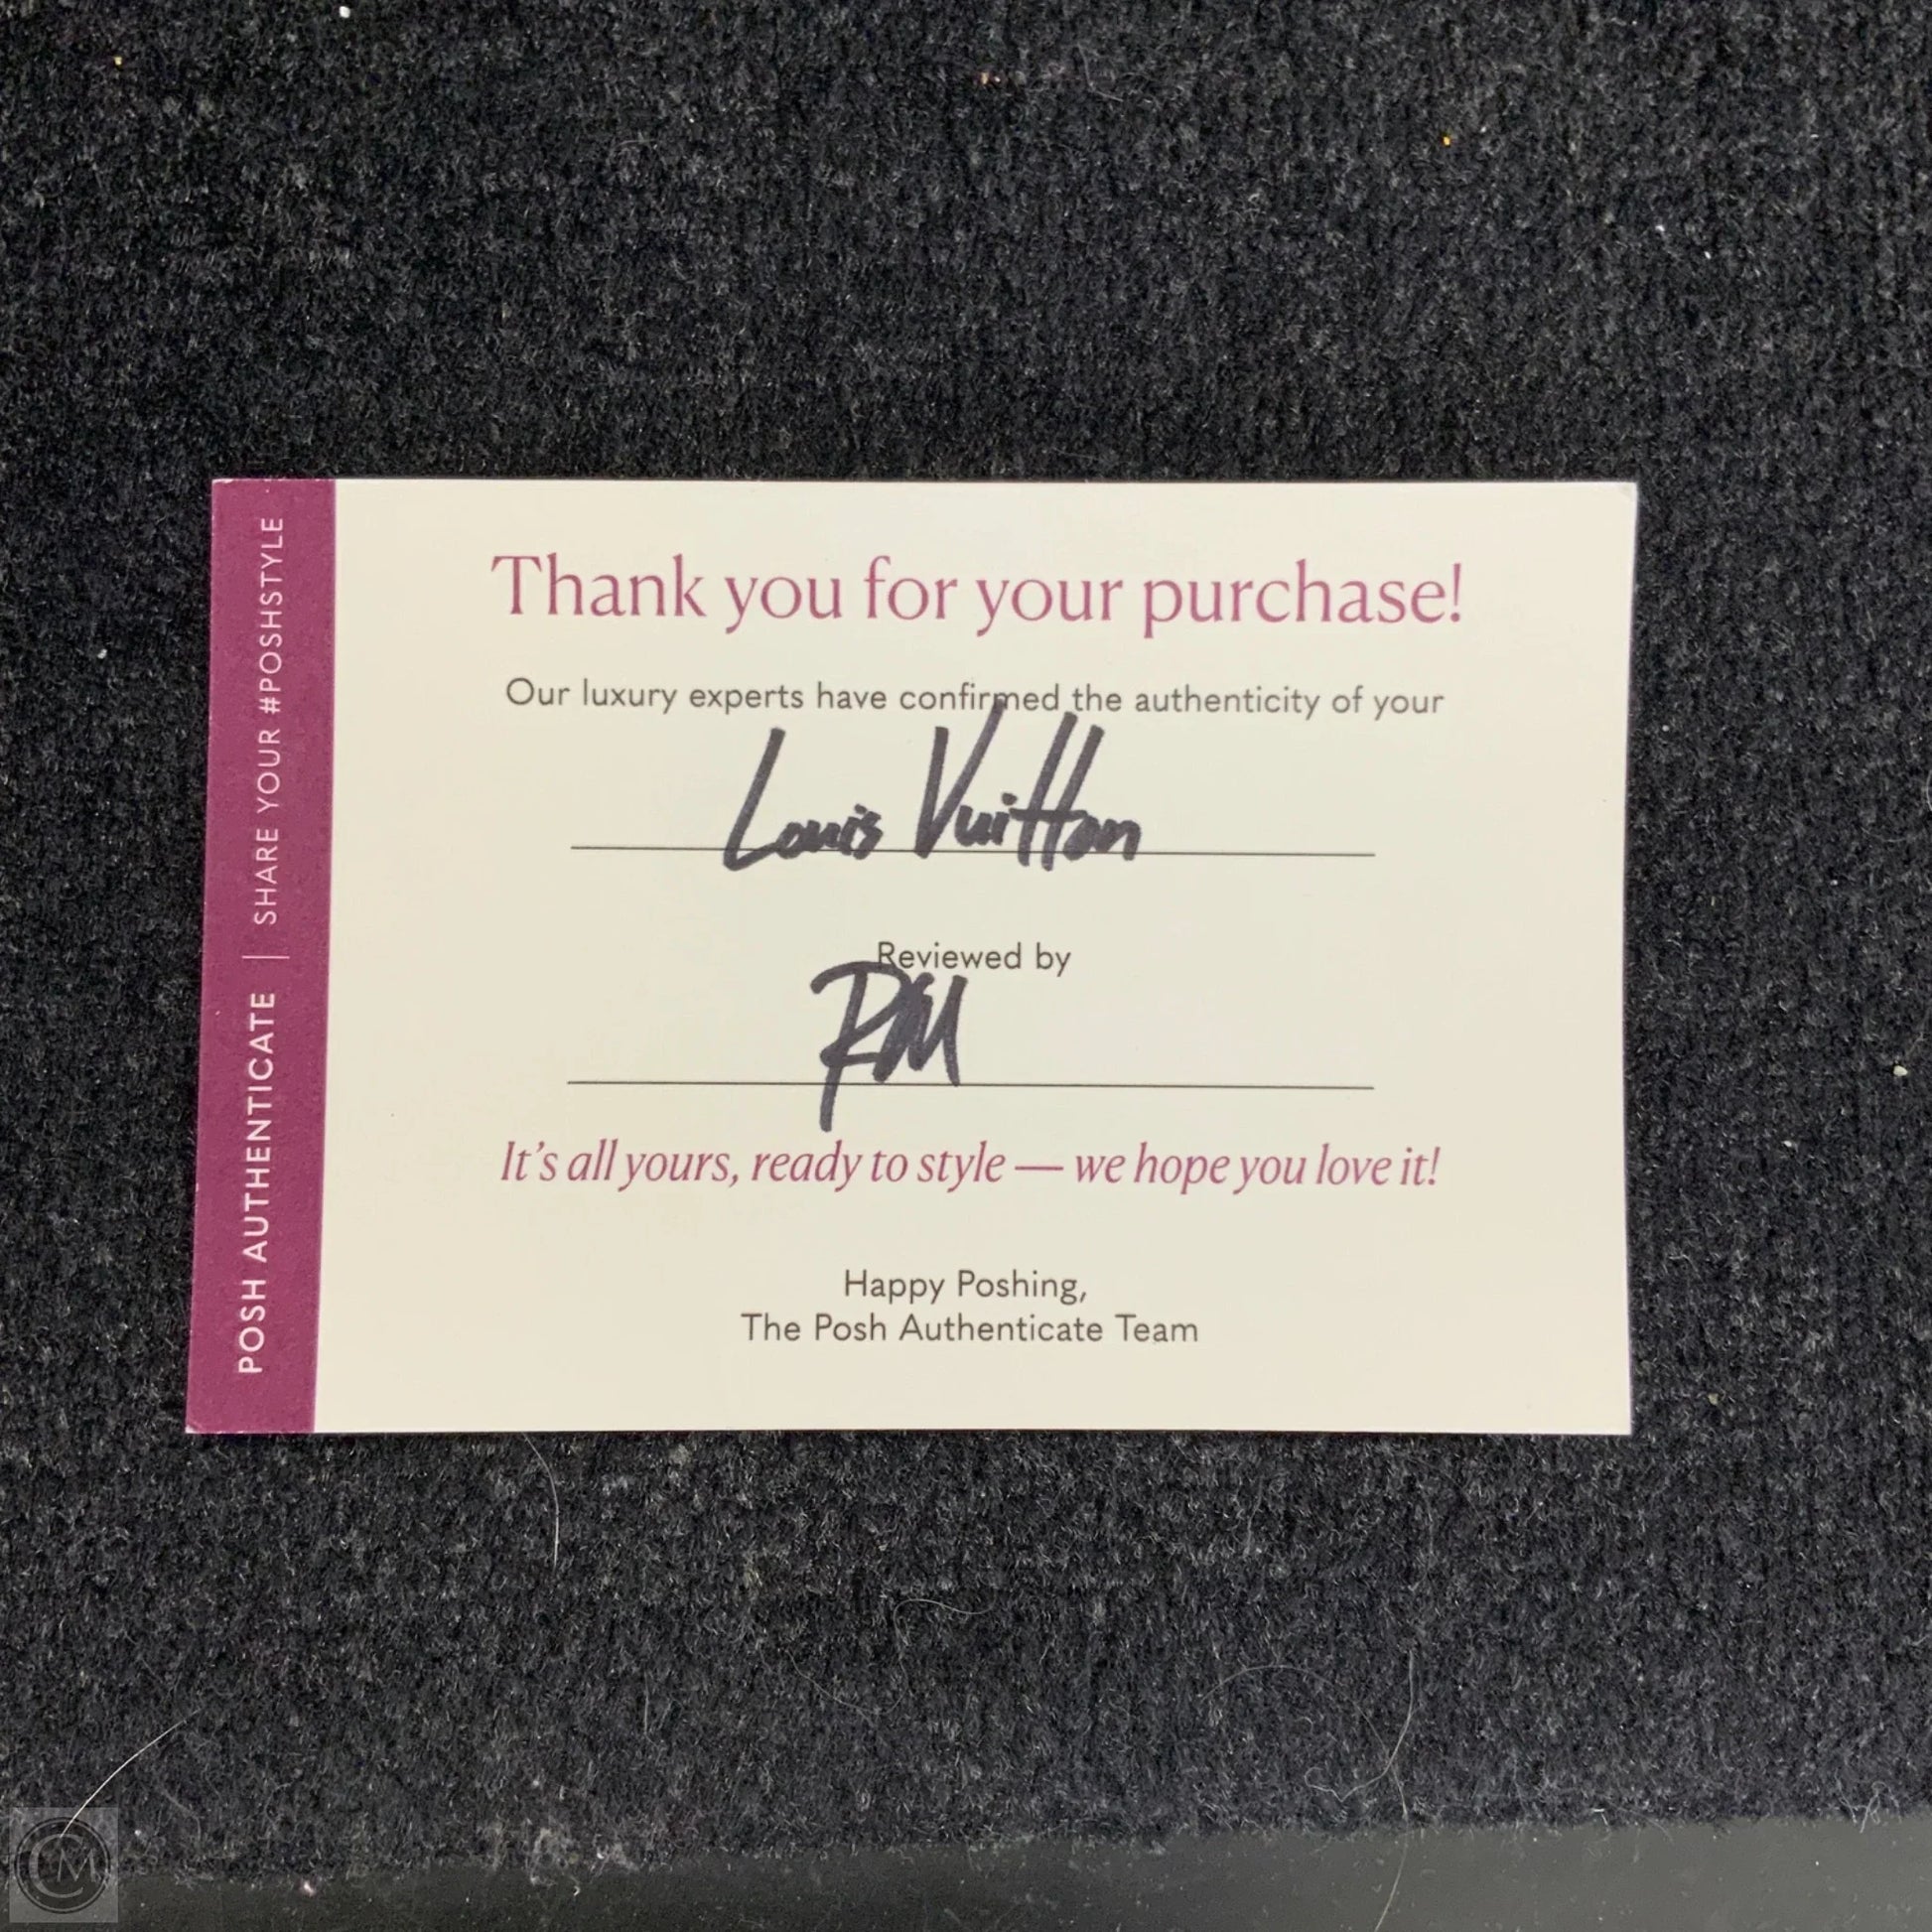 POSH AUTHENTICATE | SHARE YOUR #POSHSTYLE
Thank you for your purchase!
Our luxury experts have confirmed the authenticity of your
Louis Vuitton
Reviewed by
RM
It's all yours, ready to style — we hope you love it!
Happy Poshing,
The Posh Authenticate Team